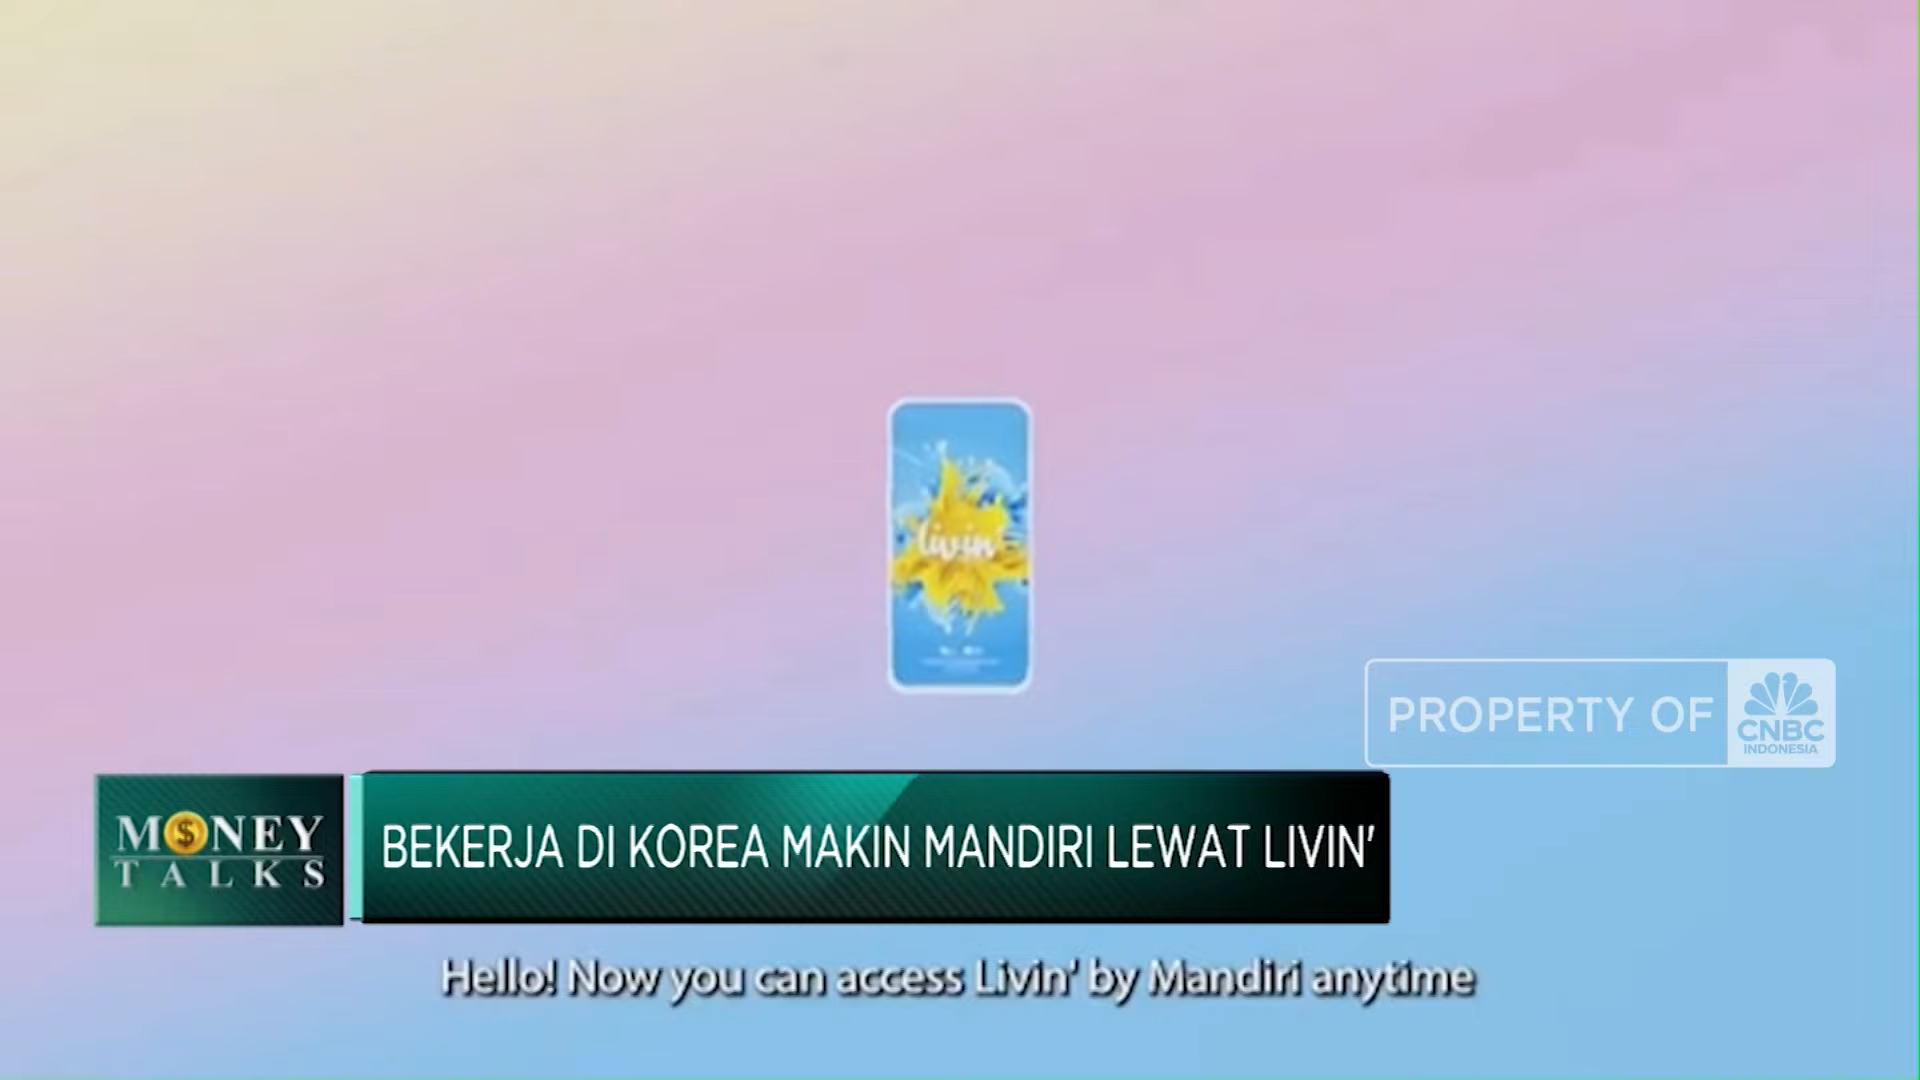 livin'
PROPERTY OF
CNBC
INDONESIA
MONEY
TALKS
BEKERJA DI KOREA MAKIN MANDIRI LEWAT LIVIN'
Hello! Now you can access Livin' by Mandiri anytime